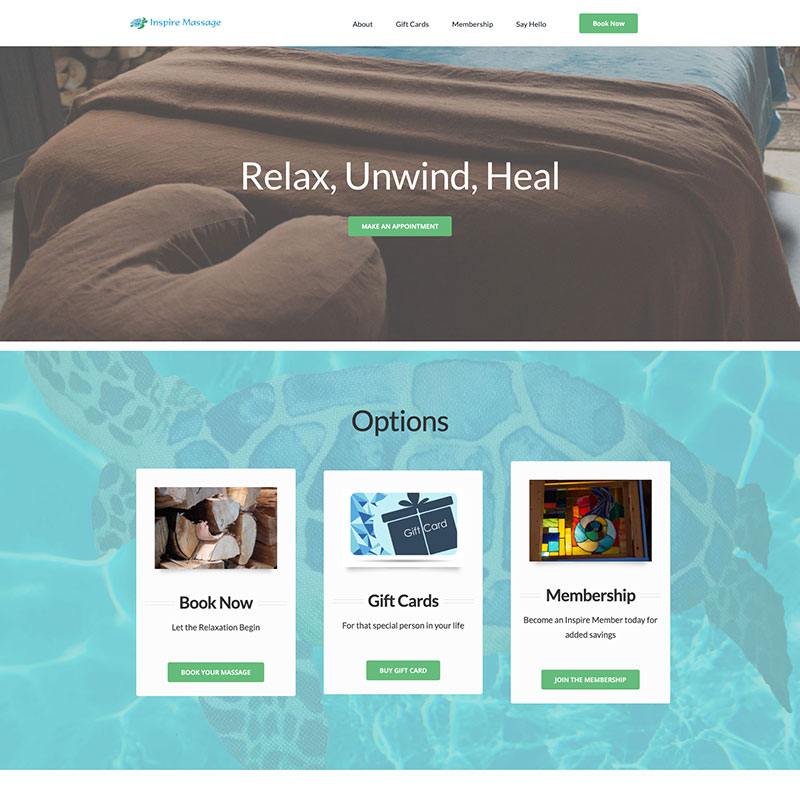 Inspire Massage
About
Gift Cards
Membership
Say Hello
Book Now
Relax, Unwind, Heal
MAKE AN APPOINTMENT
Options
Gift Card
Book Now
Let the Relaxation Begin
BOOK YOUR MASSAGE
Gift Cards
For that special person in your life
BUY GIFT CARD
Membership
Become an Inspire Member today for
added savings
JOIN THE MEMBERSHIP